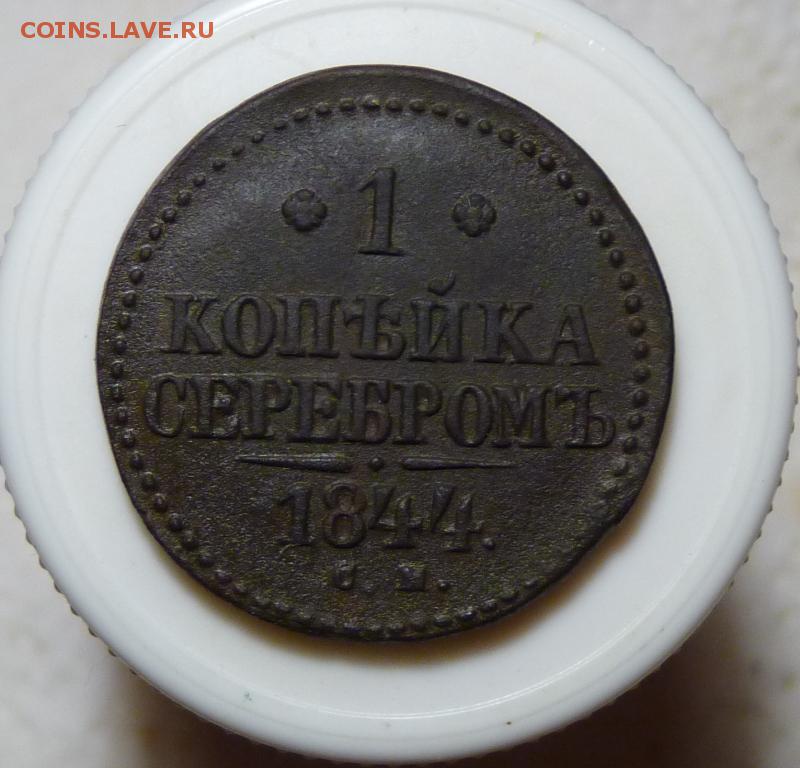 COINS.LAVE.RU
1
КОПѢЙКА
СЕРЕБРОМЪ
1844.
С. М.